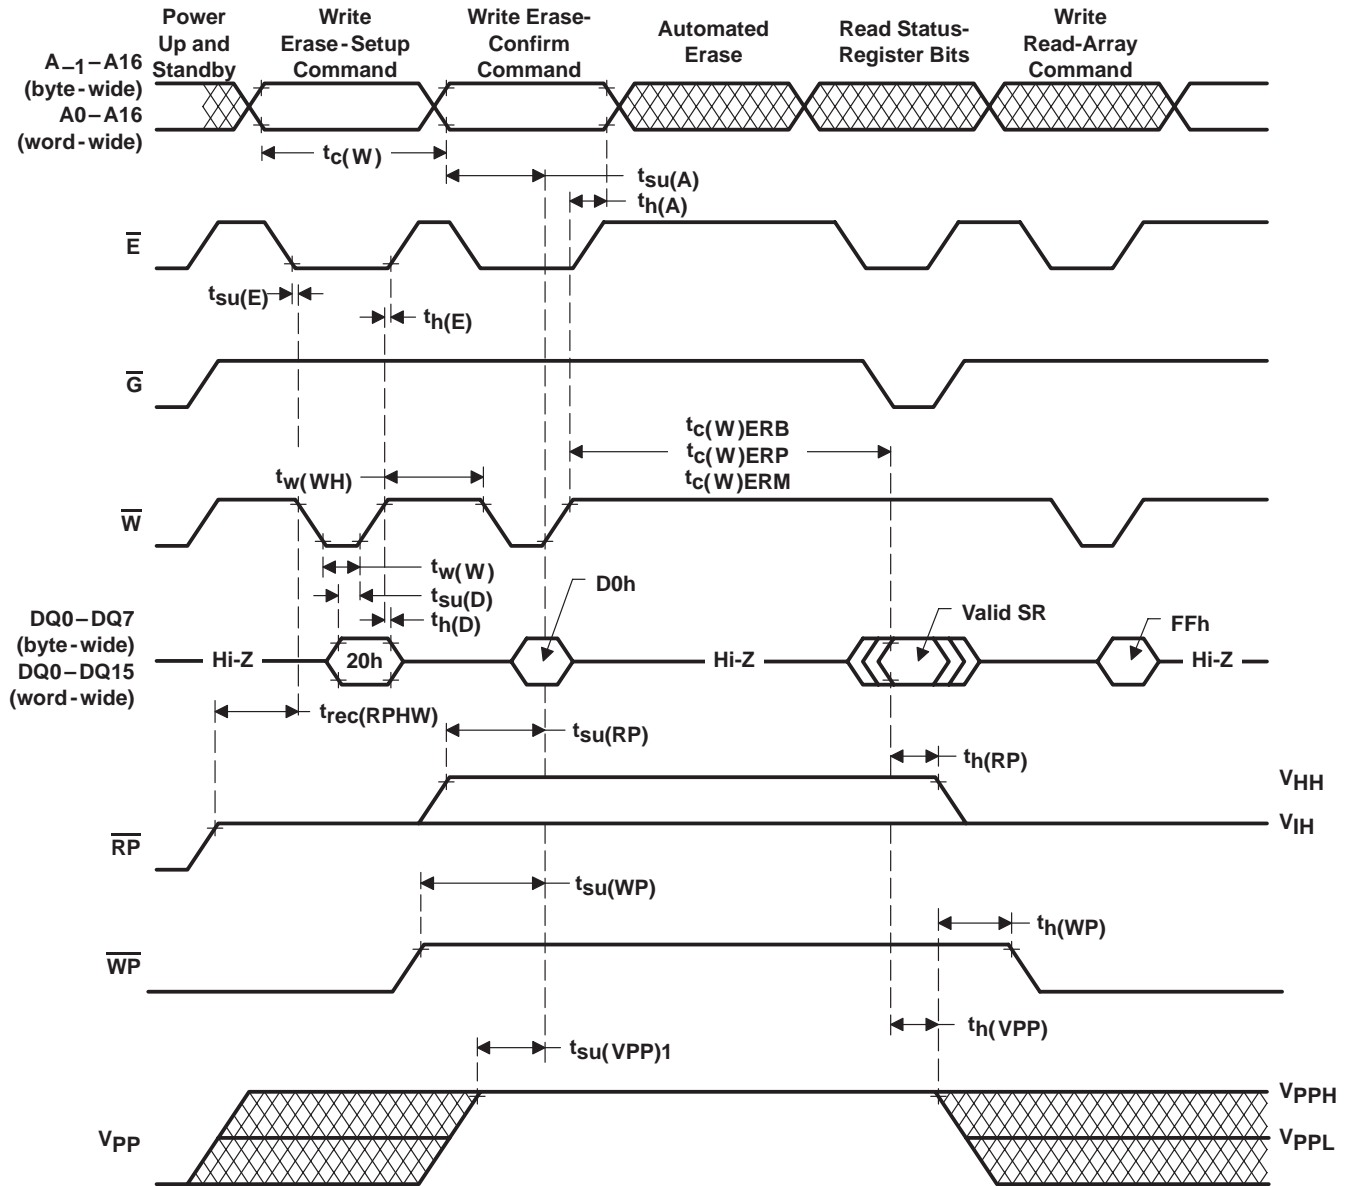 Power
Up and
Standby
Write
Erase-Setup
Command
Write Erase-
Confirm
Command
Automated
Erase
Read Status-
Register Bits
Write
Read-Array
Command
A–1–A16
(byte-wide)
A0–A16
(word-wide)
tc(W)
tsu(A)
th(A)
E
tsu(E)
th(E)
G
tc(W)ERB
tc(W)ERP
tc(W)ERM
tw(WH)
W
tw(W)
tsu(D)
th(D)
D0h
Valid SR
FFh
DQ0–DQ7
(byte-wide)
DQ0–DQ15
(word-wide)
Hi-Z
20h
Hi-Z
Hi-Z
trec(RPHW)
tsu(RP)
th(RP)
VHH
VIH
RP
tsu(WP)
th(WP)
WP
th(VPP)
tsu(VPP)1
VPPH
VPP
VPPL